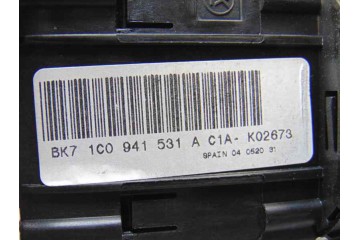 BK7 1C0 941 531 A C1A- K02673
SPAIN 04 0520 31